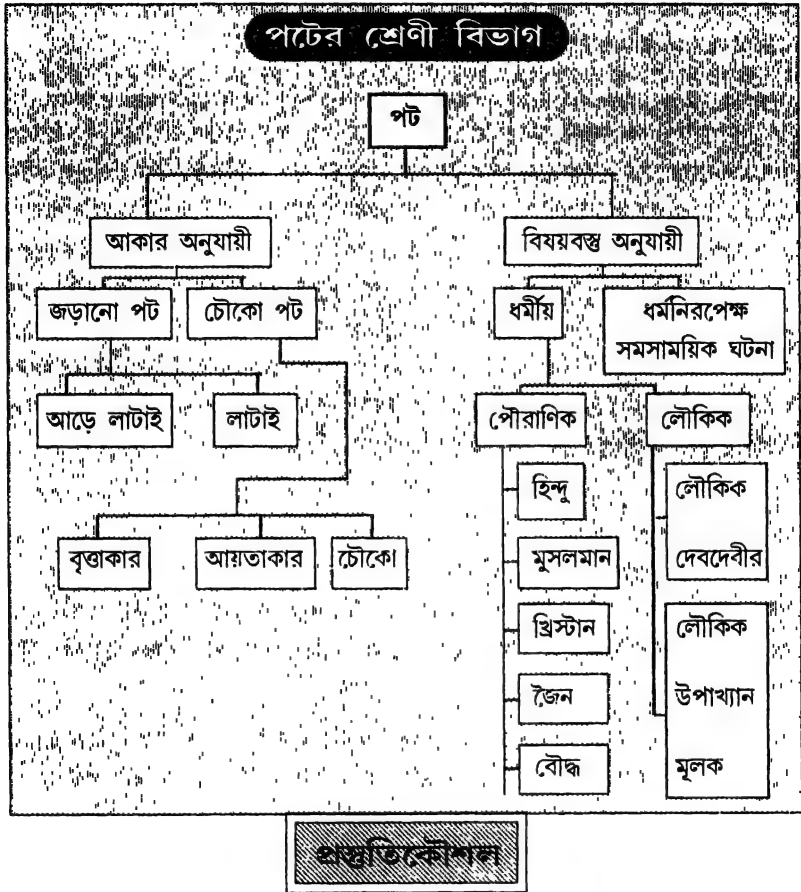 পটের শ্রেণী বিভাগ
পট
আকার অনুযায়ী
বিষয়বস্তু অনুযায়ী
জড়ানো পট
চৌকো পট
ধর্মীয়
ধর্মনিরপেক্ষ
সমসাময়িক ঘটনা
আড়ে লাটাই
লাটাই
পৌরাণিক
লৌকিক
বৃত্তাকার
আয়তাকার
চৌকো
হিন্দু
মুসলমান
খ্রিস্টান
জৈন
বৌদ্ধ
লৌকিক
দেবদেবীর
লৌকিক
উপাখ্যান
মূলক
প্রস্তুতিকৌশল